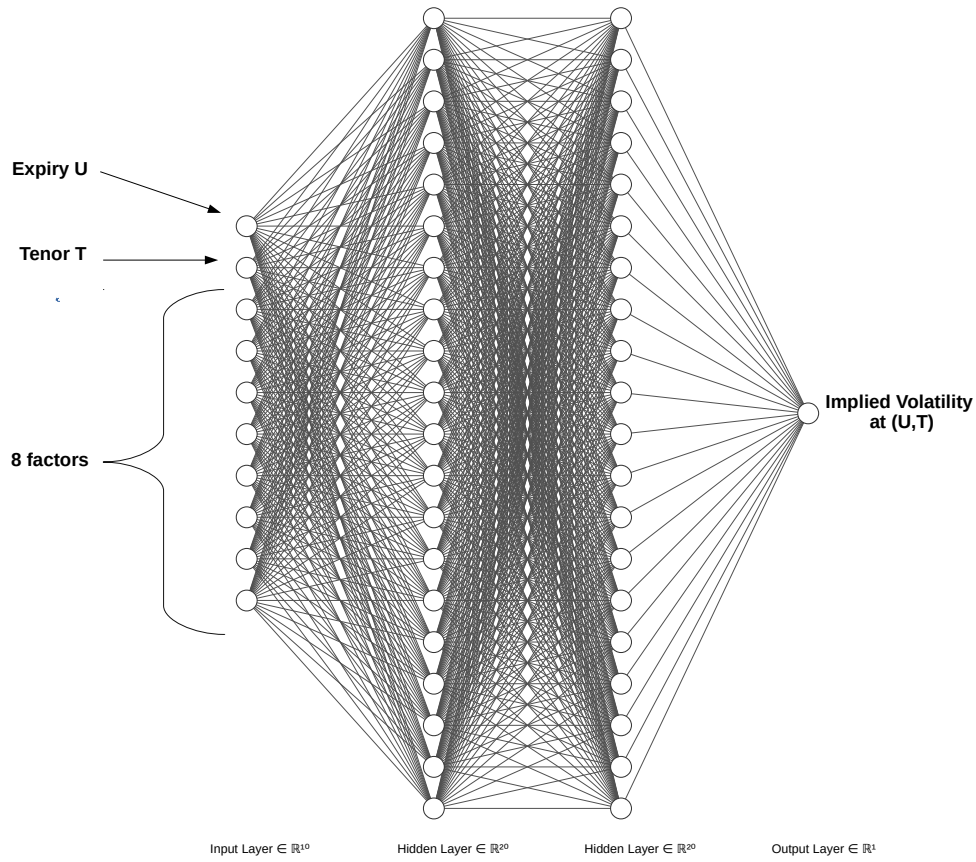 Expiry U
Tenor T
8 factors
Implied Volatility
at (U,T)
Input Layer ∈ ℝ¹⁰
Hidden Layer ∈ ℝ²⁰
Hidden Layer ∈ ℝ²⁰
Output Layer ∈ ℝ¹